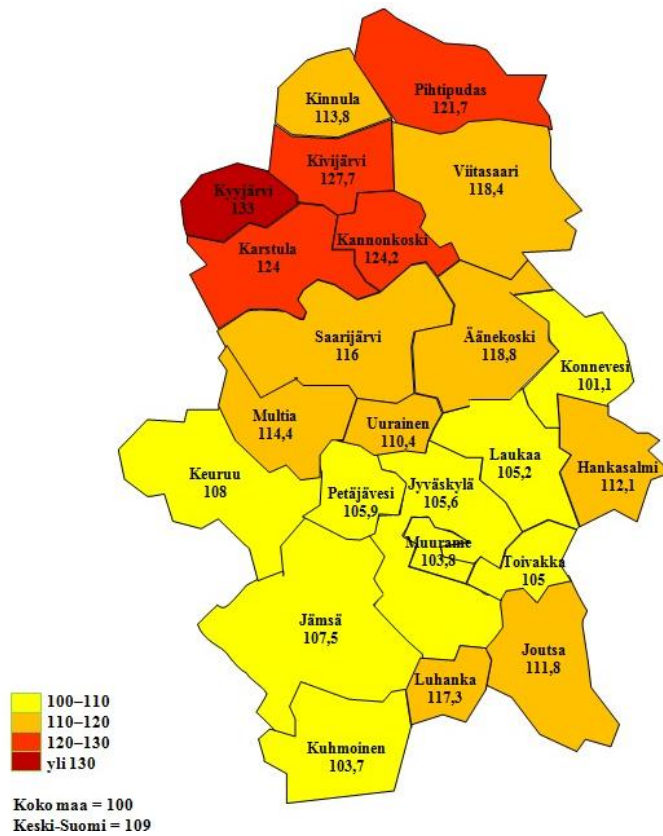 Pihtipudas
121,7
Kinnula
113,8
Kivijärvi
127,7
Viitasaari
118,4
Kyyjärvi
133
Kannonkoski
124,2
Karstula
124
Saarijärvi
116
Äänekoski
118,8
Konnevesi
101,1
Multia
114,4
Uurainen
110,4
Laukaa
105,2
Hankasalmi
112,1
Keuruu
108
Petäjävesi
105,9
Jyväskylä
105,6
Muurame
103,8
Toivakka
105
Jämsä
107,5
Joutsa
111,8
Luhanka
117,3
Kuhmoinen
103,7
100–110
110–120
120–130
yli 130
Koko maa = 100
Keski-Suomi = 109